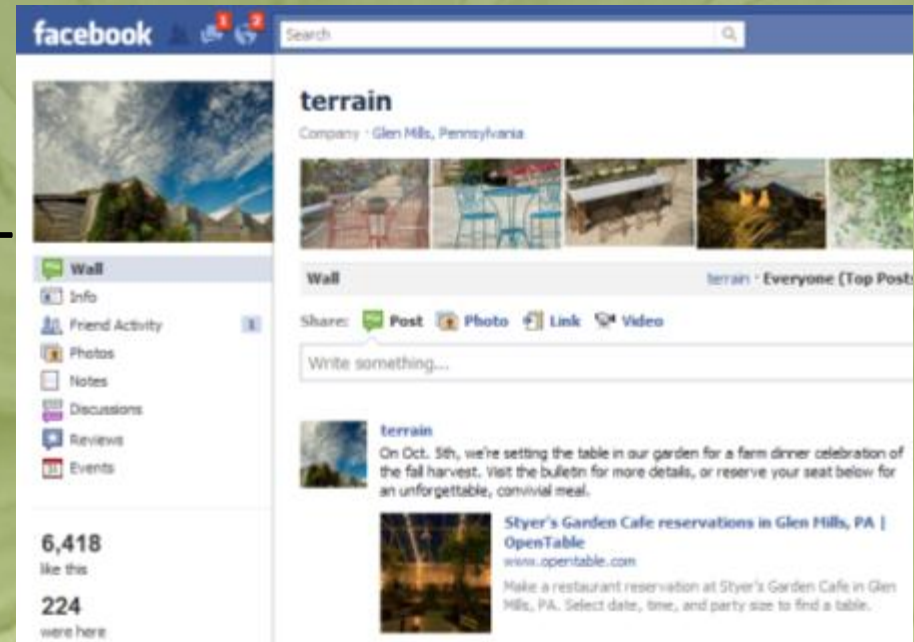 facebook
1
2
Search
terrain
Company · Glen Mills, Pennsylvania
Wall
Info
Friend Activity 1
Photos
Notes
Discussions
Reviews
Events
6,418
like this
224
were here
Wall terrain · Everyone (Top Posts
Share: Post Photo Link Video
Write something...
terrain
On Oct. 5th, we're setting the table in our garden for a farm dinner celebration of
the fall harvest. Visit the bulletin for more details, or reserve your seat below for
an unforgettable, convivial meal.
Styer's Garden Cafe reservations in Glen Mills, PA |
OpenTable
www.opentable.com
Make a restaurant reservation at Styer's Garden Cafe in Glen
Mills, PA. Select date, time, and party size to find a table.